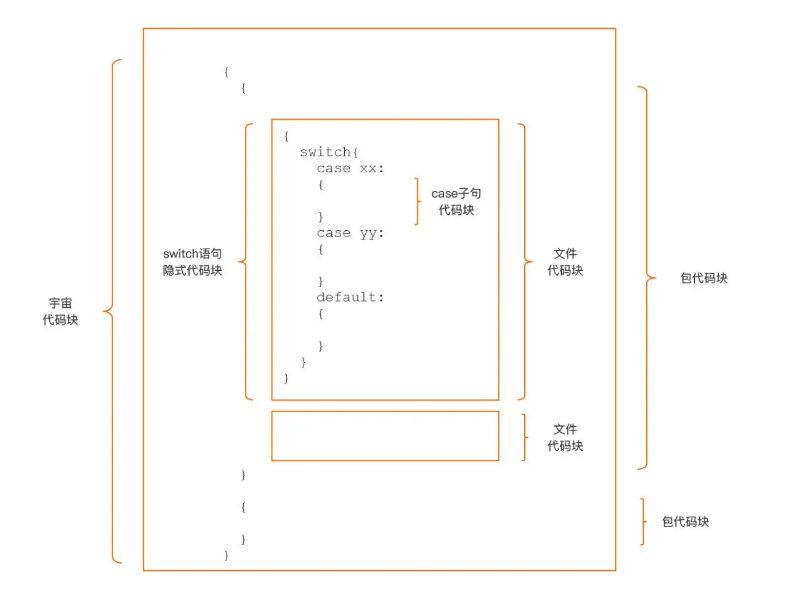 {
{
{
switch{
case xx:
{
case子句
代码块
}
case yy:
{
switch语句
隐式代码块
文件
代码块
}
default:
包代码块
宇宙
代码块
{
}
}
}
文件
代码块
}
{
包代码块
}
}